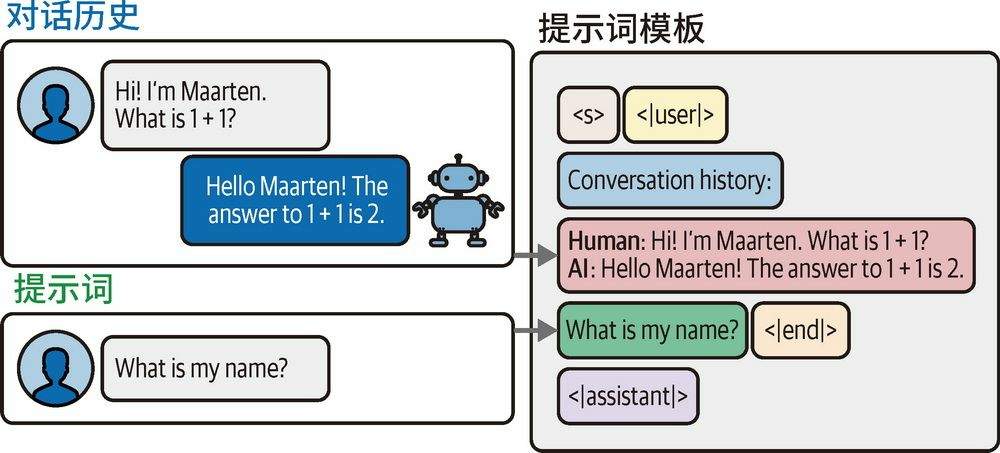 对话历史
Hi! I'm Maarten.
What is 1 + 1?
Hello Maarten! The
answer to 1 + 1 is 2.
提示词
What is my name?
提示词模板
<s> <|user|>
Conversation history:
Human: Hi! I'm Maarten. What is 1 + 1?
AI: Hello Maarten! The answer to 1 + 1 is 2.
What is my name? <|end|>
<|assistant|>